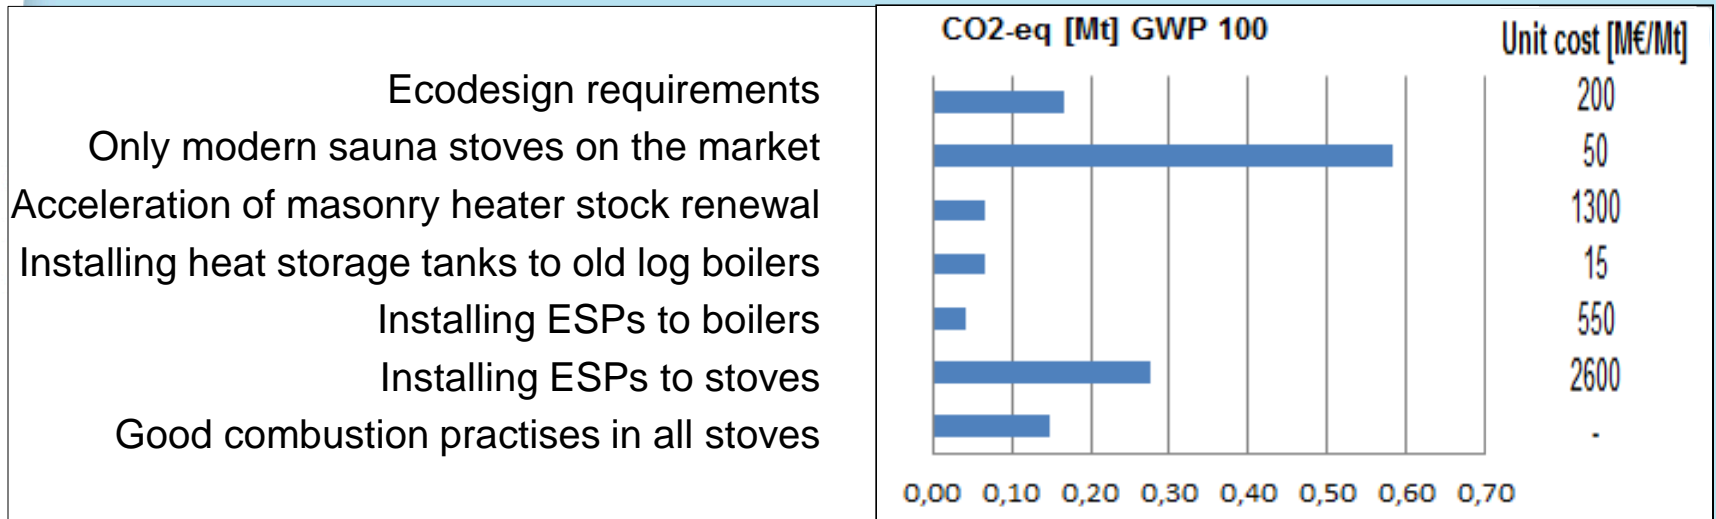 CO2-eq [Mt] GWP 100
Unit cost [M€/Mt]
Ecodesign requirements
200
Only modern sauna stoves on the market
50
Acceleration of masonry heater stock renewal
1300
Installing heat storage tanks to old log boilers
15
Installing ESPs to boilers
550
Installing ESPs to stoves
2600
Good combustion practises in all stoves
-
0,00 0,10 0,20 0,30 0,40 0,50 0,60 0,70